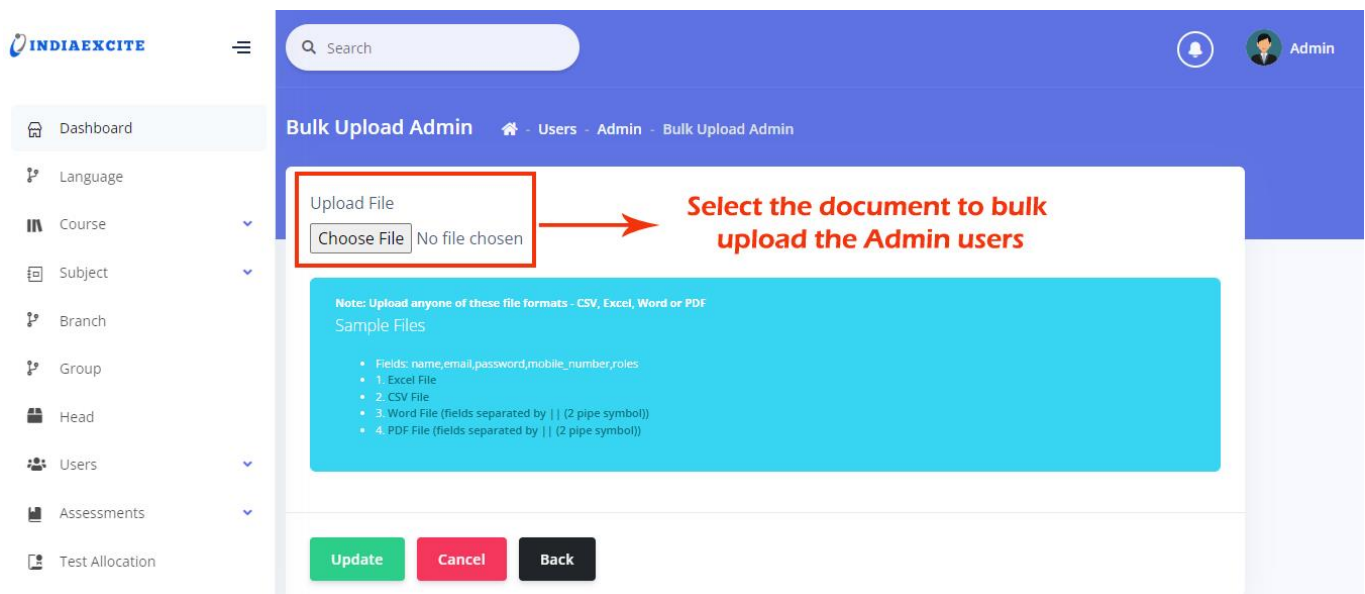 INDIAEXCITE
Search
Admin
Dashboard
Language
Course
Subject
Branch
Group
Head
Users
Assessments
Test Allocation
Bulk Upload Admin - Users - Admin - Bulk Upload Admin
Upload File
Choose File No file chosen
Select the document to bulk
upload the Admin users
Note: Upload anyone of these file formats - CSV, Excel, Word or PDF
Sample Files
• Fields: name,email,password,mobile_number,roles
• 1. Excel File
• 2. CSV File
• 3. Word File (fields separated by || (2 pipe symbol))
• 4. PDF File (fields separated by || (2 pipe symbol))
Update Cancel Back